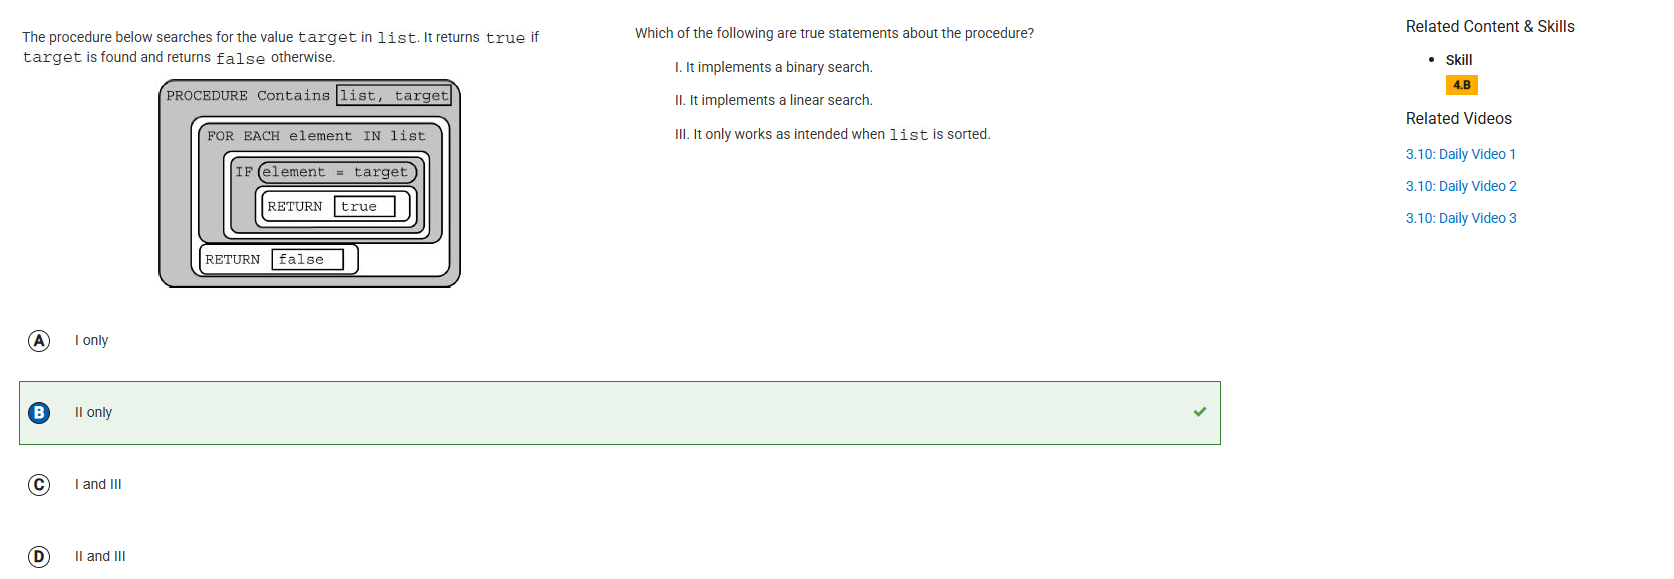 The procedure below searches for the value target in list. It returns true if
target is found and returns false otherwise.
PROCEDURE Contains list, target
FOR EACH element IN list
IF element = target
RETURN true
RETURN false
Which of the following are true statements about the procedure?
I. It implements a binary search.
II. It implements a linear search.
III. It only works as intended when list is sorted.
A I only
B II only
C I and III
D II and III
Related Content & Skills
• Skill
4.B
Related Videos
3.10: Daily Video 1
3.10: Daily Video 2
3.10: Daily Video 3